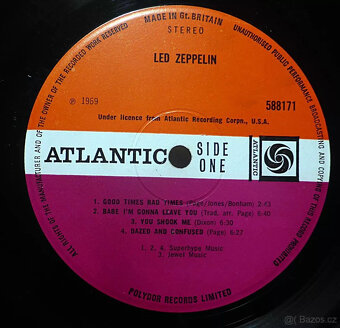 MADE IN Gt. BRITAIN
STEREO
LED ZEPPELIN
℗ 1969
588171
Under licence from Atlantic Recording Corpn., U.S.A.
ATLANTIC
SIDE
ONE
ATLANTIC
1. GOOD TIMES BAD TIMES (Page/Jones/Bonham) 2:43
2. BABE I'M GONNA LEAVE YOU (Trad. arr. Page) 6:40
3. YOU SHOOK ME (Dixon) 6:30
4. DAZED AND CONFUSED (Page) 6:27
1, 2, 4. Superhype Music
3. Jewel Music
POLYDOR RECORDS LIMITED
ALL RIGHTS OF THE MANUFACTURER AND OF THE OWNER OF THE RECORDED WORK RESERVED
UNAUTHORISED PUBLIC PERFORMANCE BROADCASTING AND COPYING OF THIS RECORD PROHIBITED
Bazos.cz